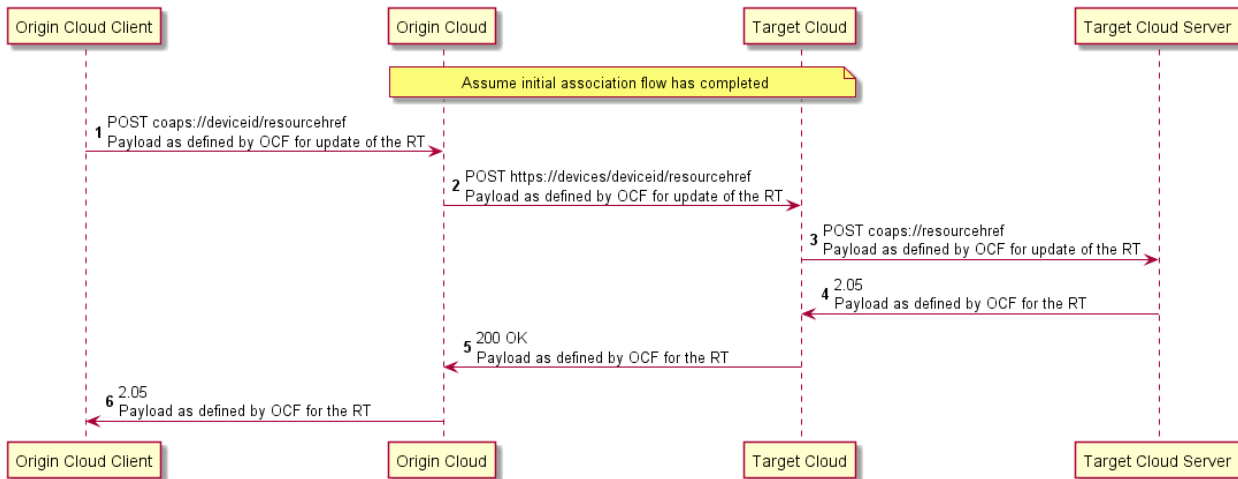 Origin Cloud Client
Origin Cloud
Target Cloud
Target Cloud Server
Assume initial association flow has completed
1 POST coaps://deviceid/resourcehref
Payload as defined by OCF for update of the RT
2 POST https://devices/deviceid/resourcehref
Payload as defined by OCF for update of the RT
3 POST coaps://resourcehref
Payload as defined by OCF for update of the RT
4 2.05
Payload as defined by OCF for the RT
5 200 OK
Payload as defined by OCF for the RT
6 2.05
Payload as defined by OCF for the RT
Origin Cloud Client
Origin Cloud
Target Cloud
Target Cloud Server